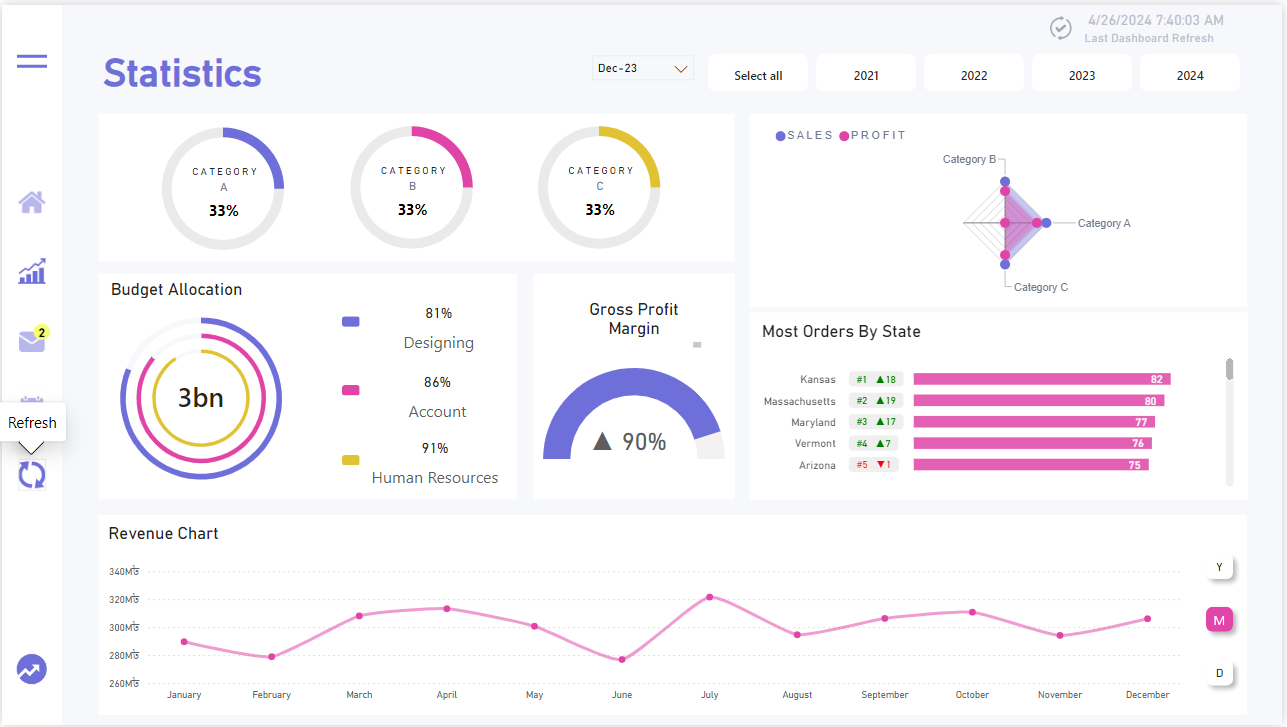 4/26/2024 7:40:03 AM
Last Dashboard Refresh
Statistics
Dec-23
Select all
2021
2022
2023
2024
CATEGORY
A
33%
CATEGORY
B
33%
CATEGORY
C
33%
SALES PROFIT
Category B
Category A
Category C
2
Refresh
Budget Allocation
3bn
81%
Designing
86%
Account
91%
Human Resources
Gross Profit
Margin
▲ 90%
Most Orders By State
Kansas #1 ▲18 82
Massachusetts #2 ▲19 80
Maryland #3 ▲17 77
Vermont #4 ▲7 76
Arizona #5 ▼1 75
Revenue Chart
340M
320M
300M
280M
260M
January February March April May June July August September October November December
Y
M
D